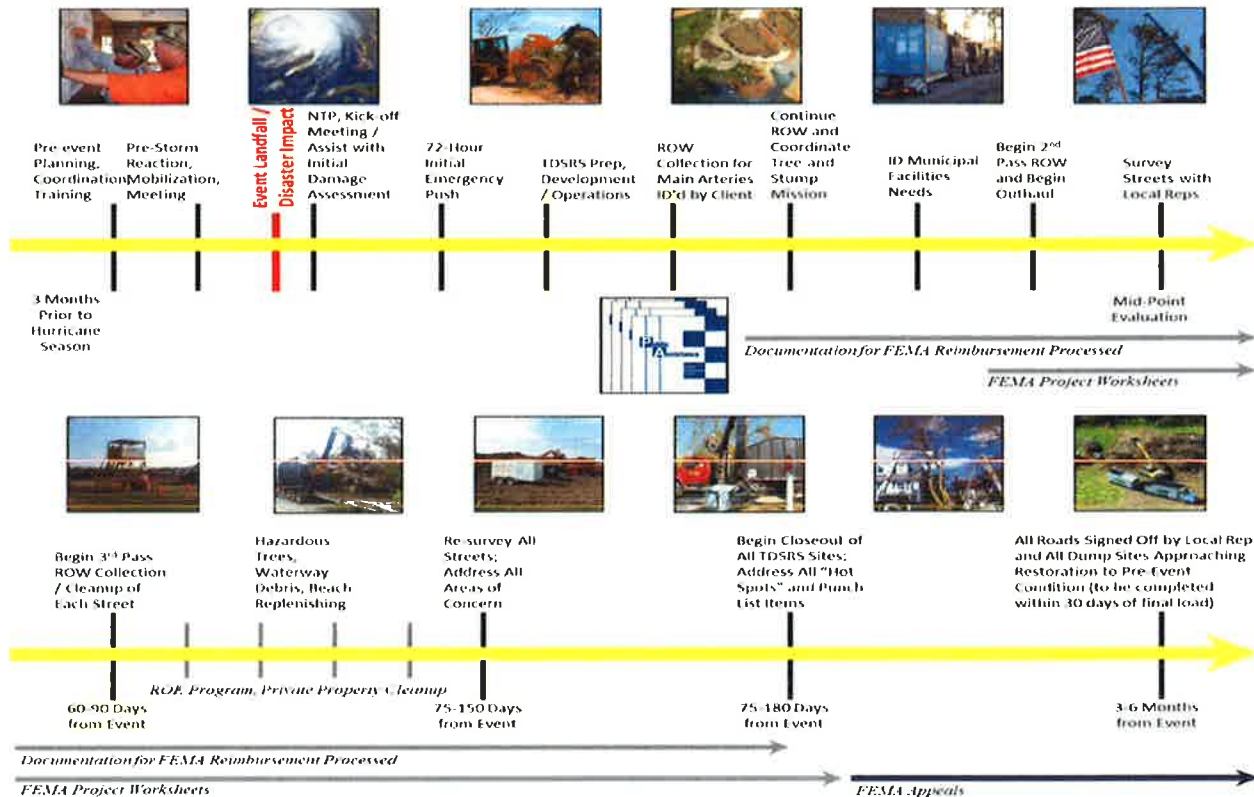 Pre-event
Planning,
Coordination,
Training
Pre-Storm
Reaction,
Mobilization,
Meeting
Event Landfall /
Disaster Impact
NTP, Kick-off
Meeting /
Assist with
Initial
Damage
Assessment
72-Hour
Initial
Emergency
Push
TDSRS Prep,
Development
/ Operations
ROW
Collection for
Main Arteries
ID'd by Client
Continue
ROW and
Coordinate
Tree and
Stump
Mission
ID Municipal
Facilities
Needs
Begin 2nd
Pass ROW
and Begin
Outhaul
Survey
Streets with
Local Reps
3 Months
Prior to
Hurricane
Season
Mid-Point
Evaluation
Public
Assistance
Documentation for FEMA Reimbursement Processed
FEMA Project Worksheets
Begin 3rd Pass
ROW Collection
/ Cleanup of
Each Street
Hazardous
Trees,
Waterway
Debris, Beach
Replenishing
Re-survey All
Streets;
Address All
Areas of
Concern
Begin Closeout of
All TDSRS Sites;
Address All "Hot
Spots" and Punch
List Items
All Roads Signed Off by Local Rep
and All Dump Sites Approaching
Restoration to Pre-Event
Condition (to be completed
within 30 days of final load)
ROE Program, Private Property Cleanup
60-90 Days
from Event
75-150 Days
from Event
75-180 Days
from Event
3-6 Months
from Event
Documentation for FEMA Reimbursement Processed
FEMA Project Worksheets
FEMA Appeals